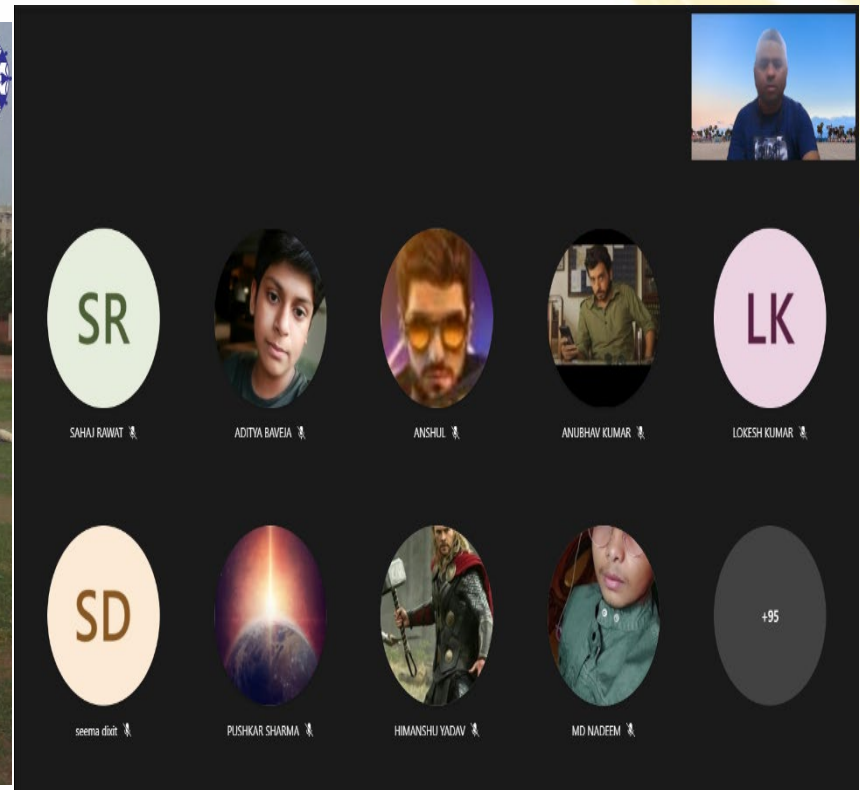 SR
LK
SAHAJ RAWAT
ADITYA BAVEJA
ANSHUL
ANUBHAV KUMAR
LOKESH KUMAR
SD
+95
seema dixit
PUSHKAR SHARMA
HIMANSHU YADAV
MD NADEEM